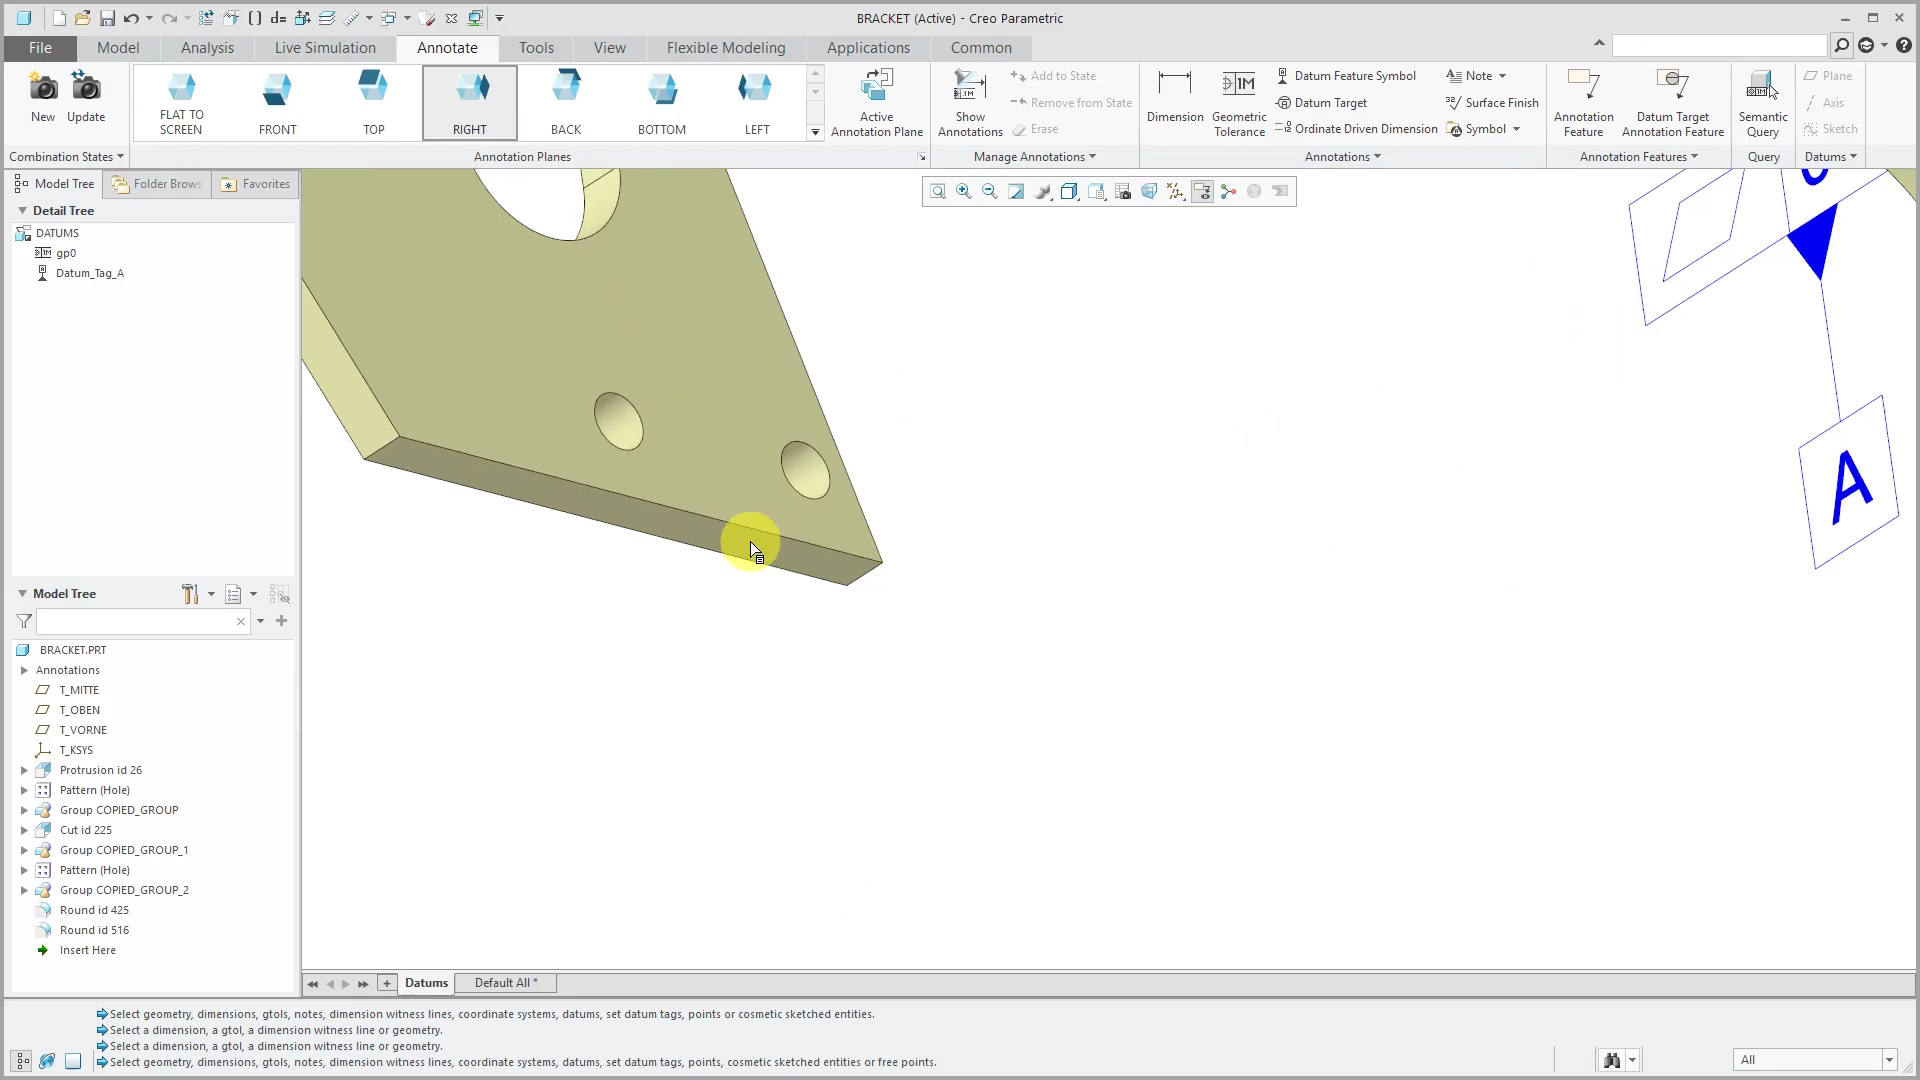 BRACKET (Active) - Creo Parametric
File
Model
Analysis
Live Simulation
Annotate
Tools
View
Flexible Modeling
Applications
Common
New
Update
FLAT TO
SCREEN
FRONT
TOP
RIGHT
BACK
BOTTOM
LEFT
Active
Annotation Plane
Show
Annotations
Add to State
Remove from State
Erase
Dimension
Geometric
Tolerance
Datum Feature Symbol
Datum Target
Ordinate Driven Dimension
Note
Surface Finish
Symbol
Annotation
Feature
Datum Target
Annotation Feature
Semantic
Query
Plane
Axis
Sketch
Combination States
Annotation Planes
Manage Annotations
Annotations
Annotation Features
Query
Datums
Model Tree
Folder Brows
Favorites
Detail Tree
DATUMS
gp0
Datum_Tag_A
A
Model Tree
BRACKET.PRT
Annotations
T_MITTE
T_OBEN
T_VORNE
T_KSYS
Protrusion id 26
Pattern (Hole)
Group COPIED_GROUP
Cut id 225
Group COPIED_GROUP_1
Pattern (Hole)
Group COPIED_GROUP_2
Round id 425
Round id 516
Insert Here
Datums
Default All *
Select geometry, dimensions, gtols, notes, dimension witness lines, coordinate systems, datums, set datum tags, points or cosmetic sketched entities.
Select a dimension, a gtol, a dimension witness line or geometry.
Select a dimension, a gtol, a dimension witness line or geometry.
Select geometry, dimensions, gtols, notes, dimension witness lines, coordinate systems, datums, set datum tags, points, cosmetic sketched entities or free points.
All